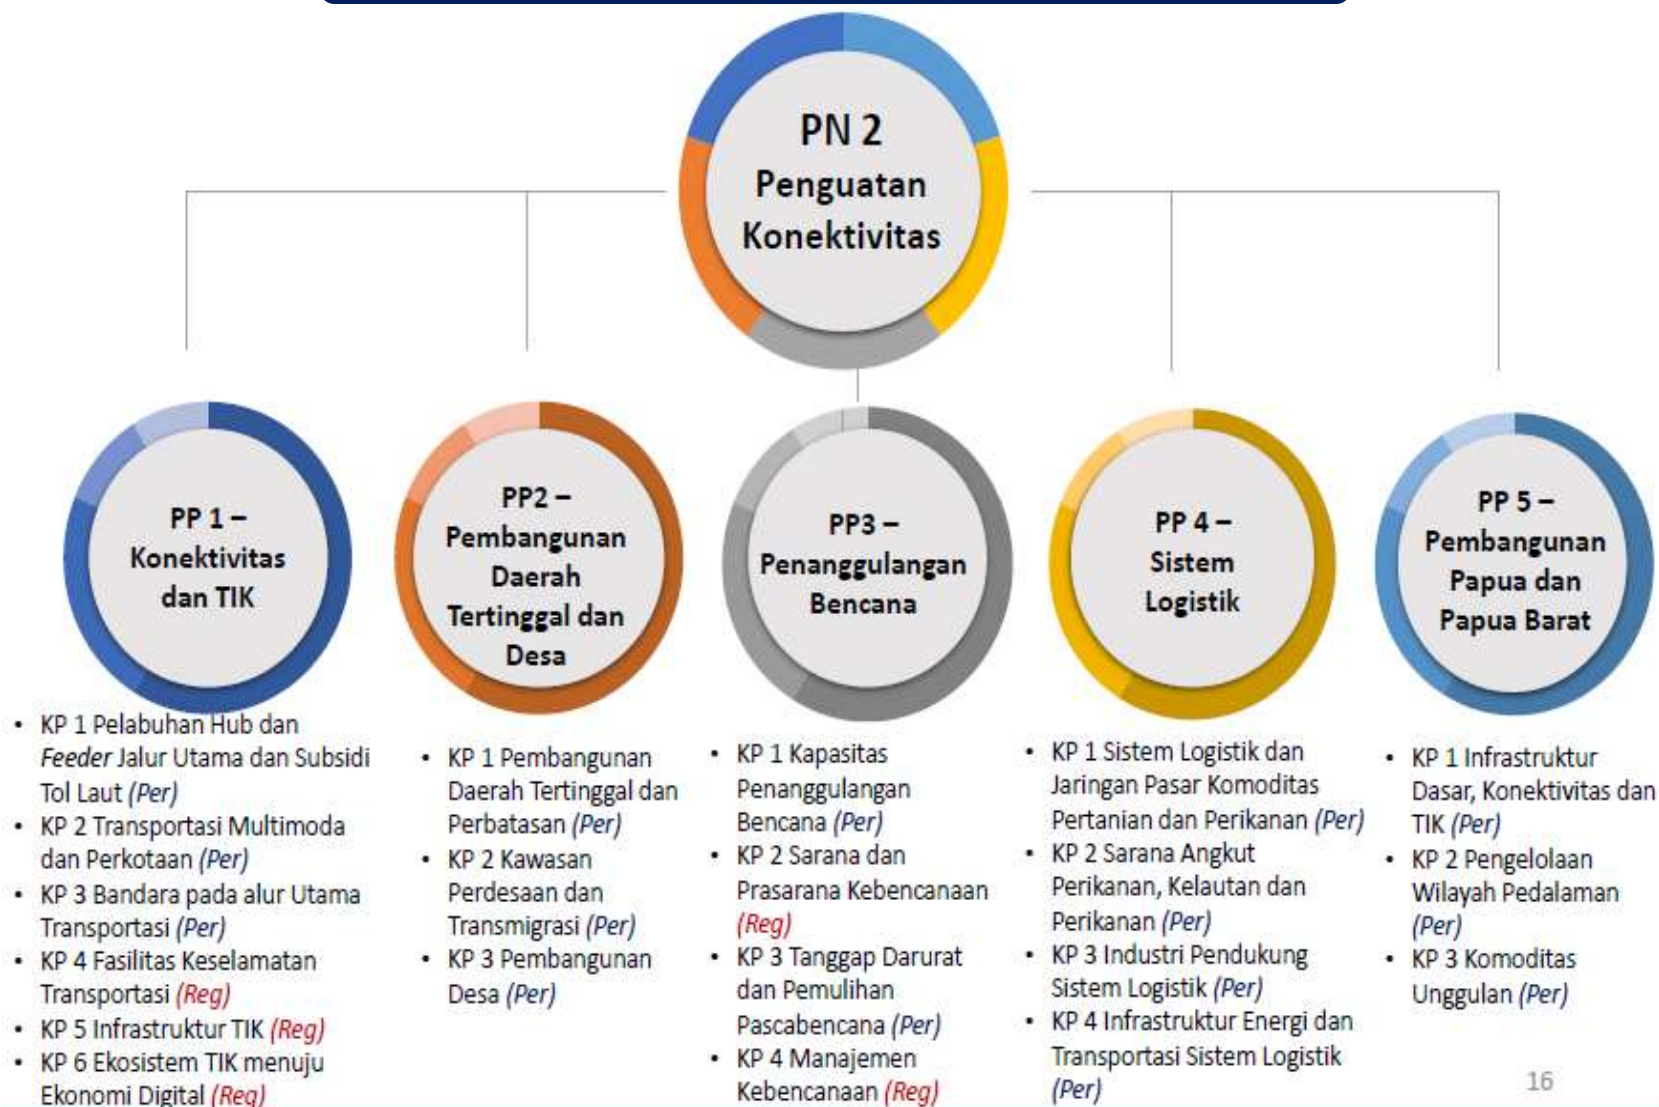 PN 2
Penguatan
Konektivitas
PP 1 –
Konektivitas
dan TIK
PP2 –
Pembangunan
Daerah
Tertinggal dan
Desa
PP3 –
Penanggulangan
Bencana
PP 4 –
Sistem
Logistik
PP 5 –
Pembangunan
Papua dan
Papua Barat
• KP 1 Pelabuhan Hub dan
Feeder Jalur Utama dan Subsidi
Tol Laut (Per)
• KP 2 Transportasi Multimoda
dan Perkotaan (Per)
• KP 3 Bandara pada alur Utama
Transportasi (Per)
• KP 4 Fasilitas Keselamatan
Transportasi (Reg)
• KP 5 Infrastruktur TIK (Reg)
• KP 6 Ekosistem TIK menuju
Ekonomi Digital (Reg)
• KP 1 Pembangunan
Daerah Tertinggal dan
Perbatasan (Per)
• KP 2 Kawasan
Perdesaan dan
Transmigrasi (Per)
• KP 3 Pembangunan
Desa (Per)
• KP 1 Kapasitas
Penanggulangan
Bencana (Per)
• KP 2 Sarana dan
Prasarana Kebencanaan
(Reg)
• KP 3 Tanggap Darurat
dan Pemulihan
Pascabencana (Per)
• KP 4 Manajemen
Kebencanaan (Reg)
• KP 1 Sistem Logistik dan
Jaringan Pasar Komoditas
Pertanian dan Perikanan (Per)
• KP 2 Sarana Angkut
Perikanan, Kelautan dan
Perikanan (Per)
• KP 3 Industri Pendukung
Sistem Logistik (Per)
• KP 4 Infrastruktur Energi dan
Transportasi Sistem Logistik
(Per)
• KP 1 Infrastruktur
Dasar, Konektivitas dan
TIK (Per)
• KP 2 Pengelolaan
Wilayah Pedalaman
(Per)
• KP 3 Komoditas
Unggulan (Per)
16